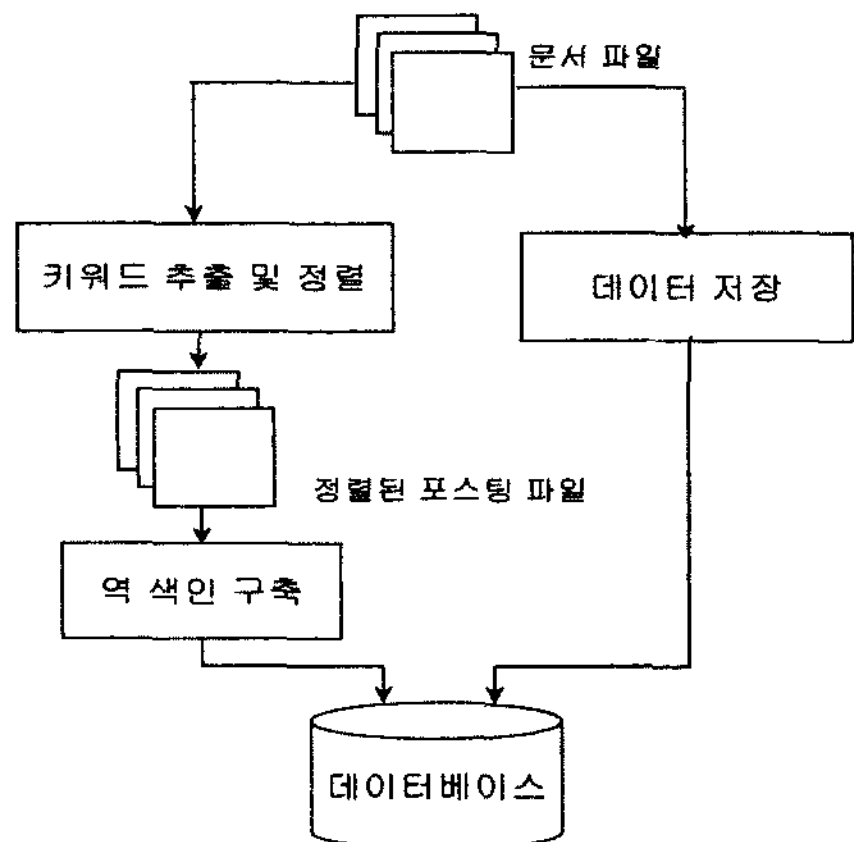 문서 파일
키워드 추출 및 정렬
데이터 저장
정렬된 포스팅 파일
역 색인 구축
데이터베이스